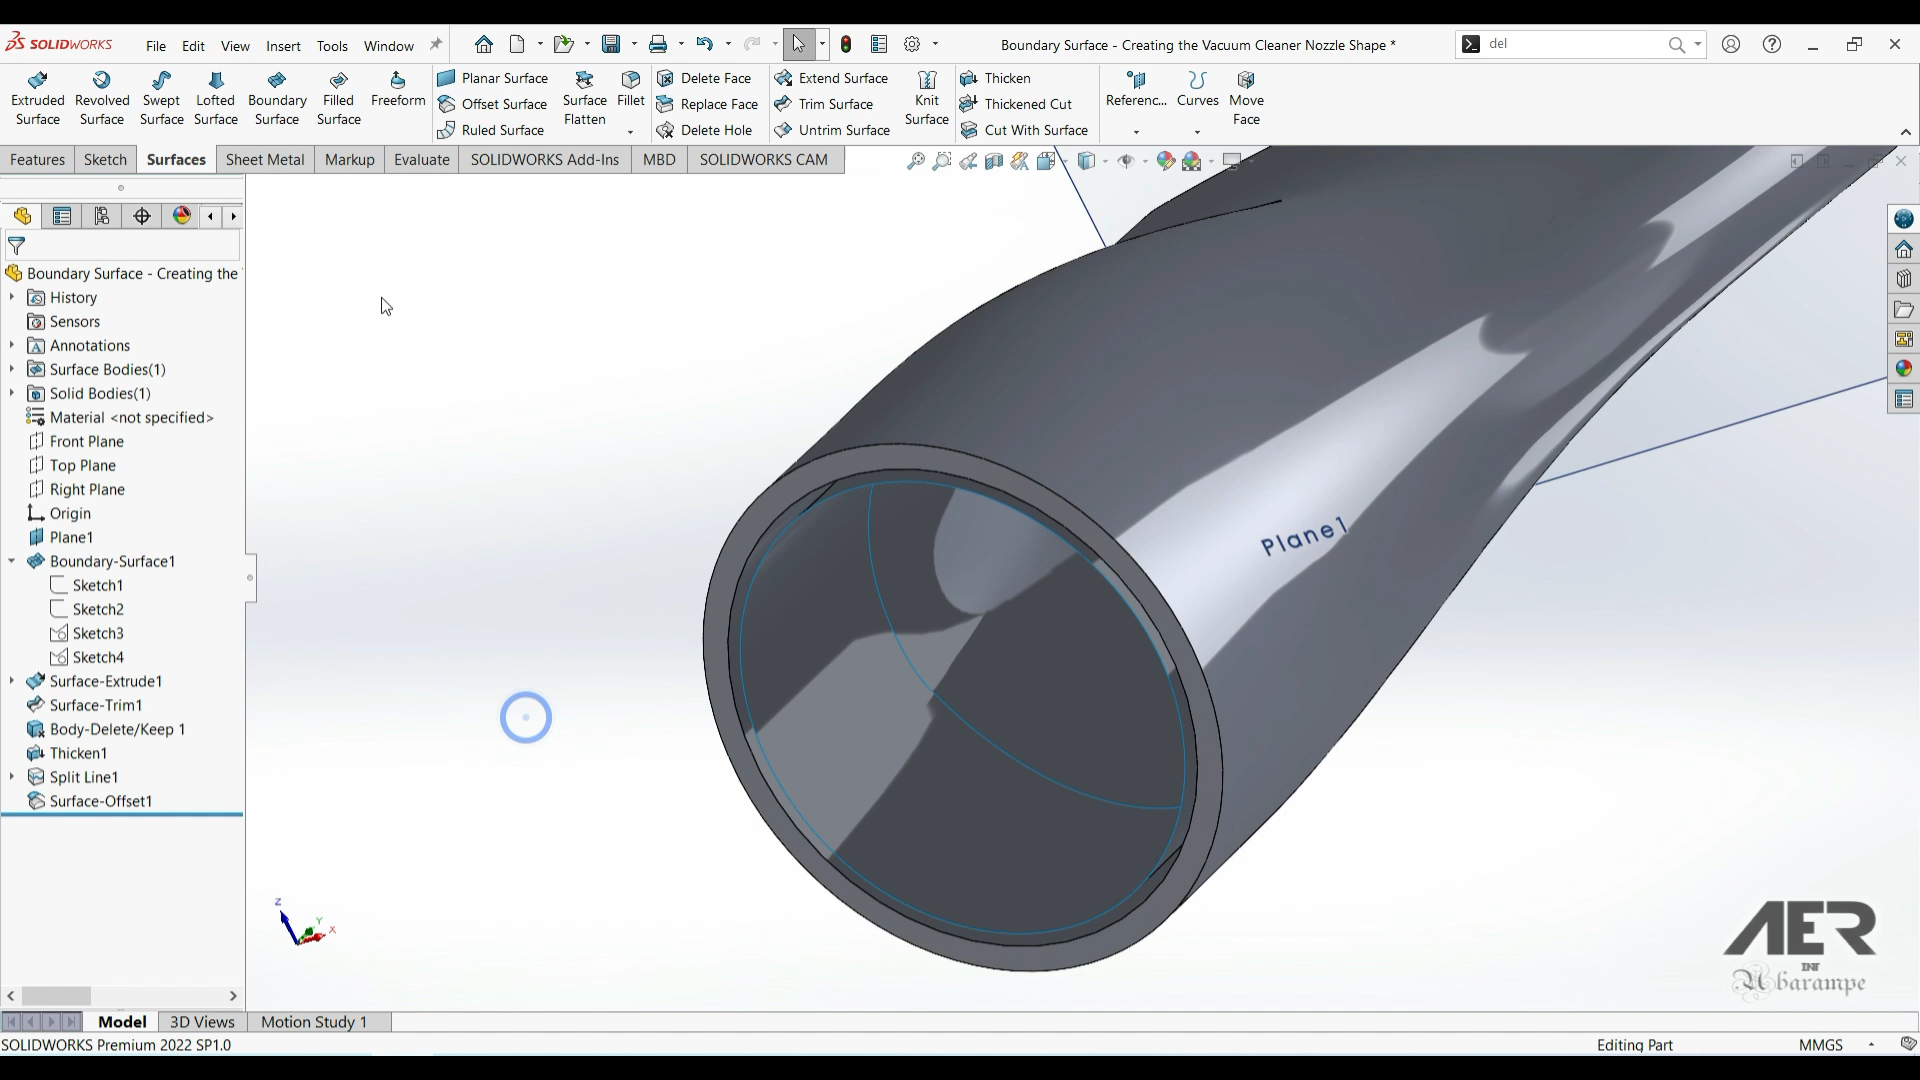 SOLIDWORKS
File Edit View Insert Tools Window
Boundary Surface - Creating the Vacuum Cleaner Nozzle Shape *
del
Extruded Surface
Revolved Surface
Swept Surface
Lofted Surface
Boundary Surface
Filled Surface
Freeform
Planar Surface
Offset Surface
Ruled Surface
Surface Flatten
Fillet
Delete Face
Replace Face
Delete Hole
Extend Surface
Trim Surface
Untrim Surface
Knit Surface
Thicken
Thickened Cut
Cut With Surface
Referenc...
Curves
Move Face
Features Sketch Surfaces Sheet Metal Markup Evaluate SOLIDWORKS Add-Ins MBD SOLIDWORKS CAM
Boundary Surface - Creating the
History
Sensors
Annotations
Surface Bodies(1)
Solid Bodies(1)
Material <not specified>
Front Plane
Top Plane
Right Plane
Origin
Plane1
Boundary-Surface1
Sketch1
Sketch2
Sketch3
Sketch4
Surface-Extrude1
Surface-Trim1
Body-Delete/Keep 1
Thicken1
Split Line1
Surface-Offset1
Plane1
Z
Y
X
AER
INT
Abarampe
Model 3D Views Motion Study 1
SOLIDWORKS Premium 2022 SP1.0
Editing Part
MMGS